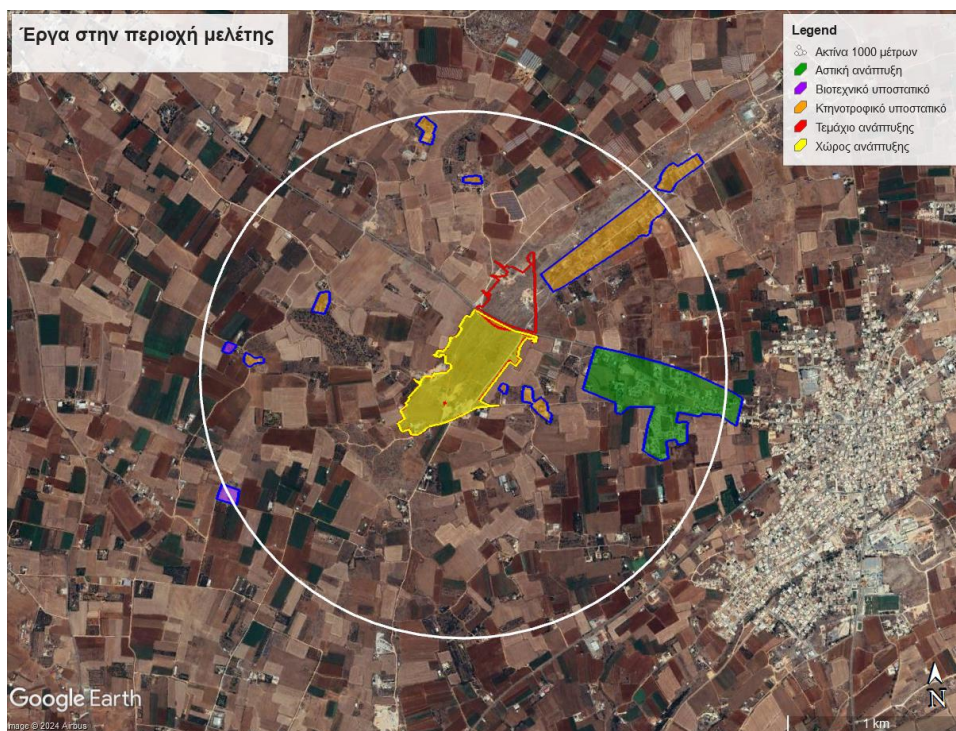 Έργα στην περιοχή μελέτης
Legend
Ακτίνα 1000 μέτρων
Αστική ανάπτυξη
Βιοτεχνικό υποστατικό
Κτηνοτροφικό υποστατικό
Τεμάχιο ανάπτυξης
Χώρος ανάπτυξης
Google Earth
Image © 2024 Airbus
N
1 km